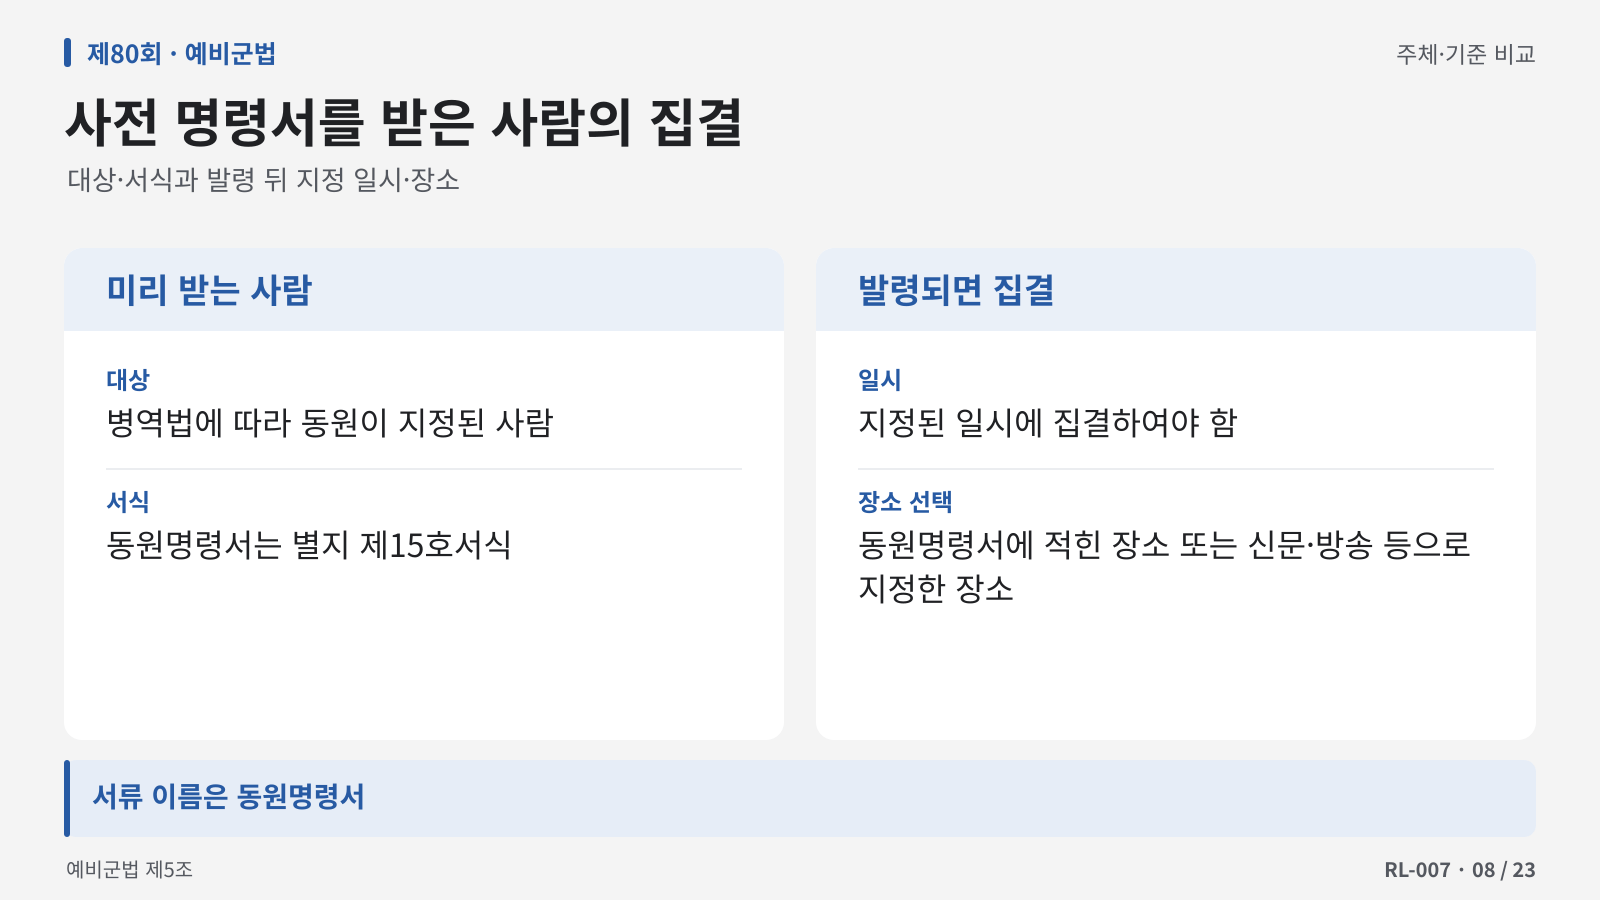 제80회 · 예비군법
주체·기준 비교
사전 명령서를 받은 사람의 집결
대상·서식과 발령 뒤 지정 일시·장소
미리 받는 사람
대상
병역법에 따라 동원이 지정된 사람
서식
동원명령서는 별지 제15호서식
발령되면 집결
일시
지정된 일시에 집결하여야 함
장소 선택
동원명령서에 적힌 장소 또는 신문·방송 등으로
지정한 장소
서류 이름은 동원명령서
예비군법 제5조
RL-007 · 08 / 23